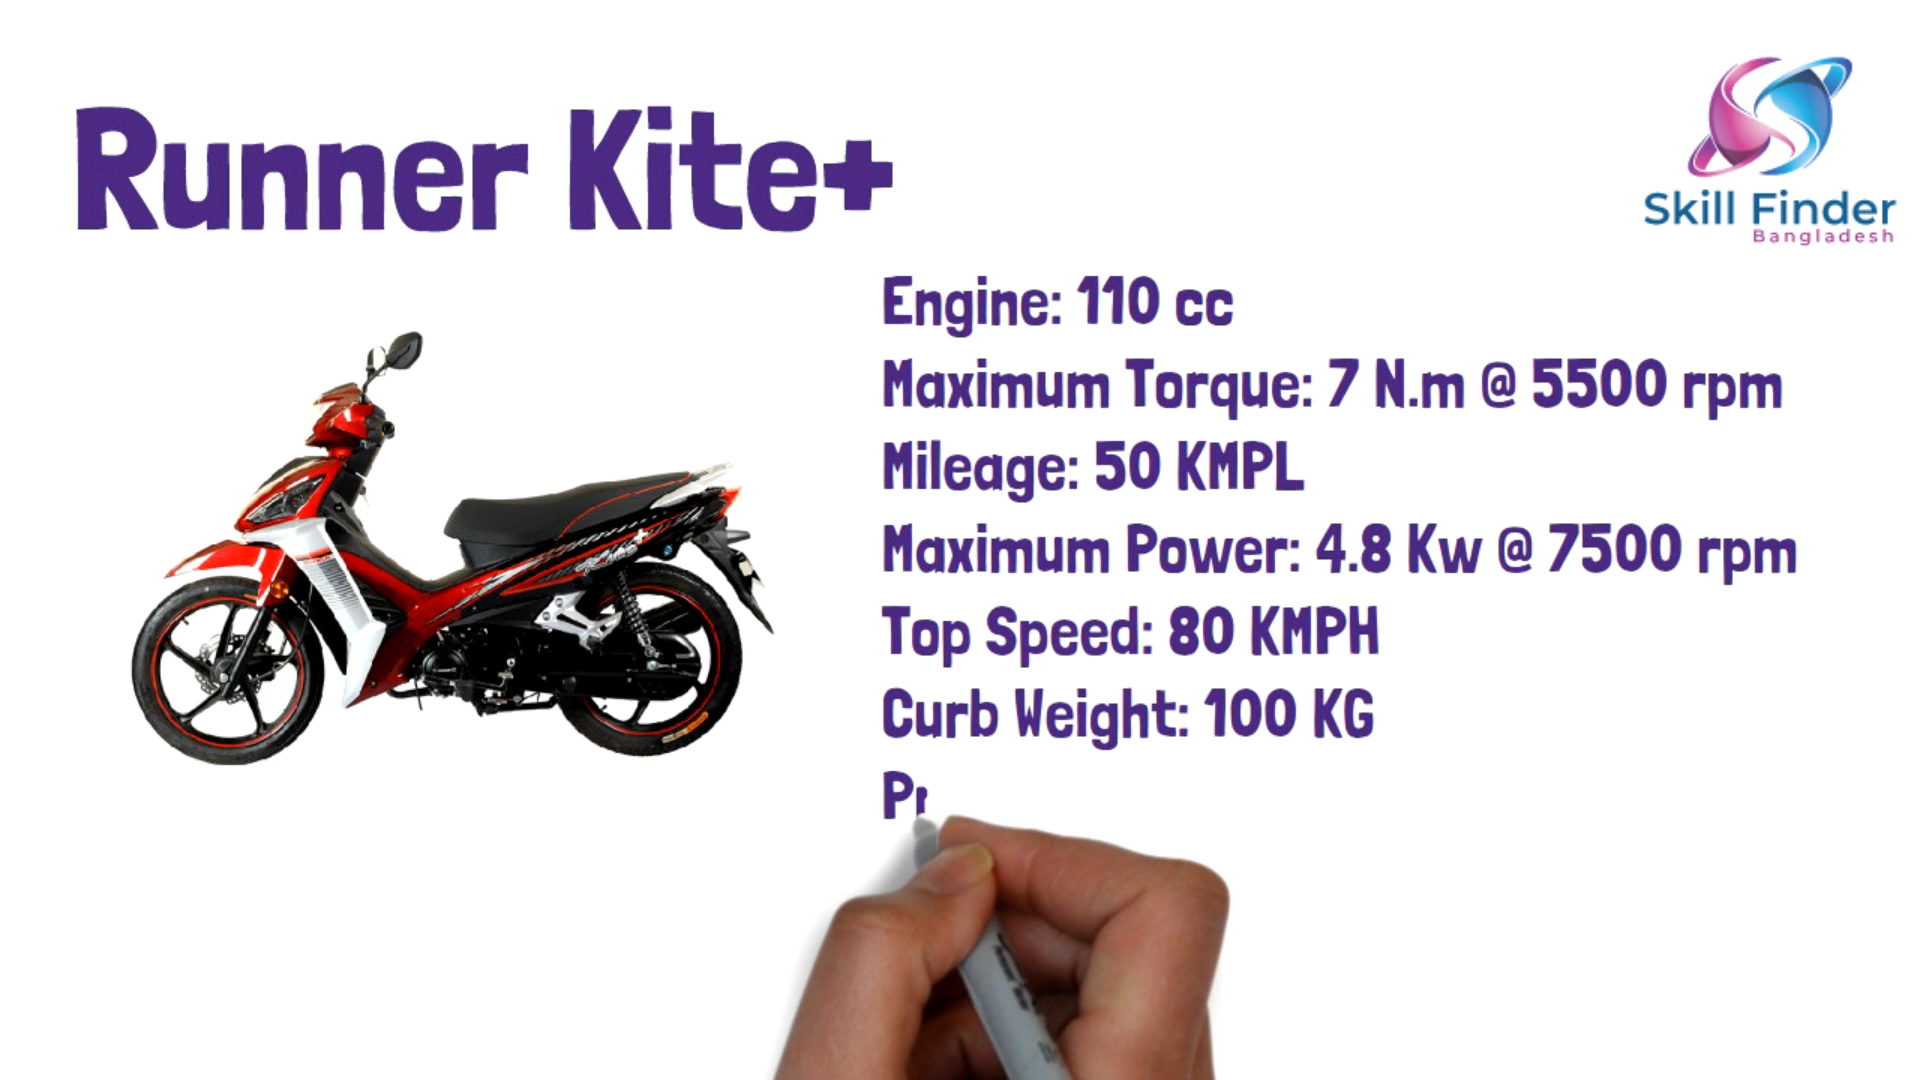 Runner Kite+
Skill Finder
Bangladesh
Engine: 110 cc
Maximum Torque: 7 N.m @ 5500 rpm
Mileage: 50 KMPL
Maximum Power: 4.8 Kw @ 7500 rpm
Top Speed: 80 KMPH
Curb Weight: 100 KG
Pr